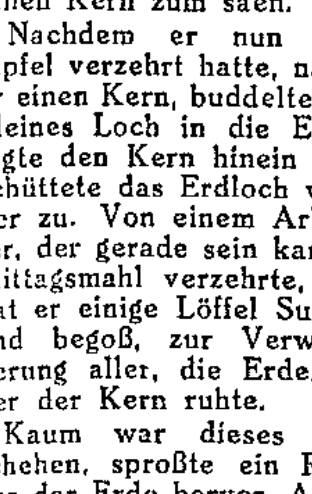 nen Kern zum säen.
Nachdem er nun
pfel verzehrt hatte, n
r einen Kern, buddelte
leines Loch in die E
gte den Kern hinein
chüttete das Erdloch
er zu. Von einem Ar
er, der gerade sein kar
ittagsmahl verzehrte,
at er einige Löffel Su
nd begoß, zur Verw
erung aller, die Erde,
er der Kern ruhte.
Kaum war dieses
hehen, sproßte ein
der Erde hervor. A